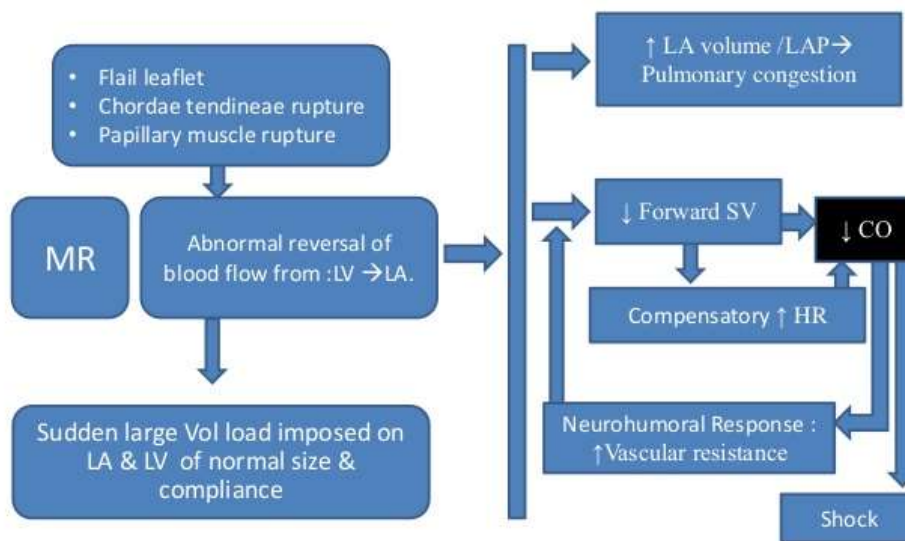 • Flail leaflet
• Chordae tendineae rupture
• Papillary muscle rupture
MR
Abnormal reversal of
blood flow from :LV →LA.
Sudden large Vol load imposed on
LA & LV of normal size &
compliance
↑ LA volume /LAP→
Pulmonary congestion
↓ Forward SV
↓ CO
Compensatory ↑ HR
Neurohumoral Response :
↑Vascular resistance
Shock